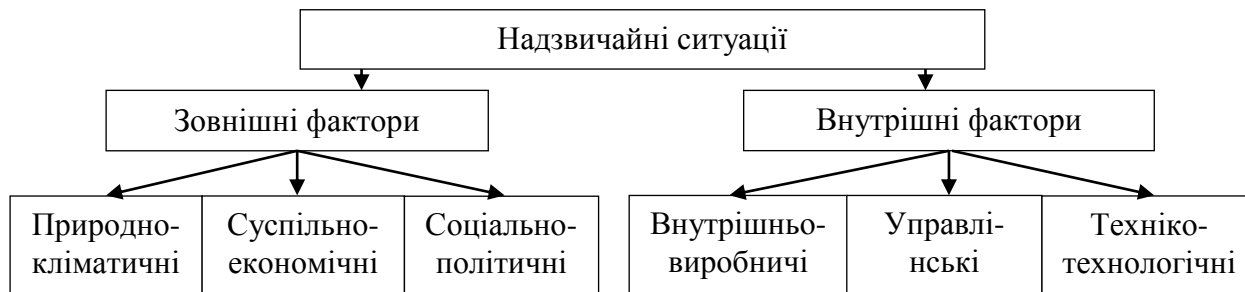 Надзвичайні ситуації
Зовнішні фактори
Внутрішні фактори
Природно-
кліматичні
Суспільно-
економічні
Соціально-
політичні
Внутрішньо-
виробничі
Управлі-
нські
Техніко-
технологічні